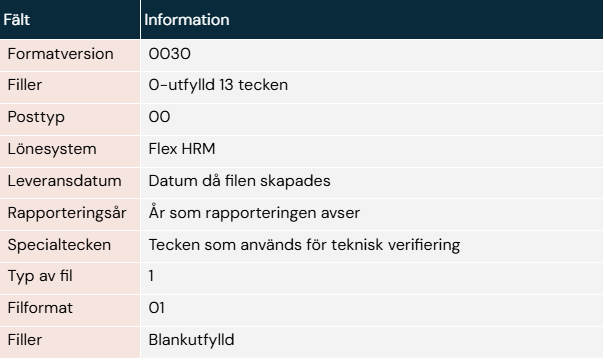 Fält Information
Formatversion 0030
Filler 0-utfylld 13 tecken
Posttyp 00
Lönesystem Flex HRM
Leveransdatum Datum då filen skapades
Rapporteringsår År som rapporteringen avser
Specialtecken Tecken som används för teknisk verifiering
Typ av fil 1
Filformat 01
Filler Blankutfylld